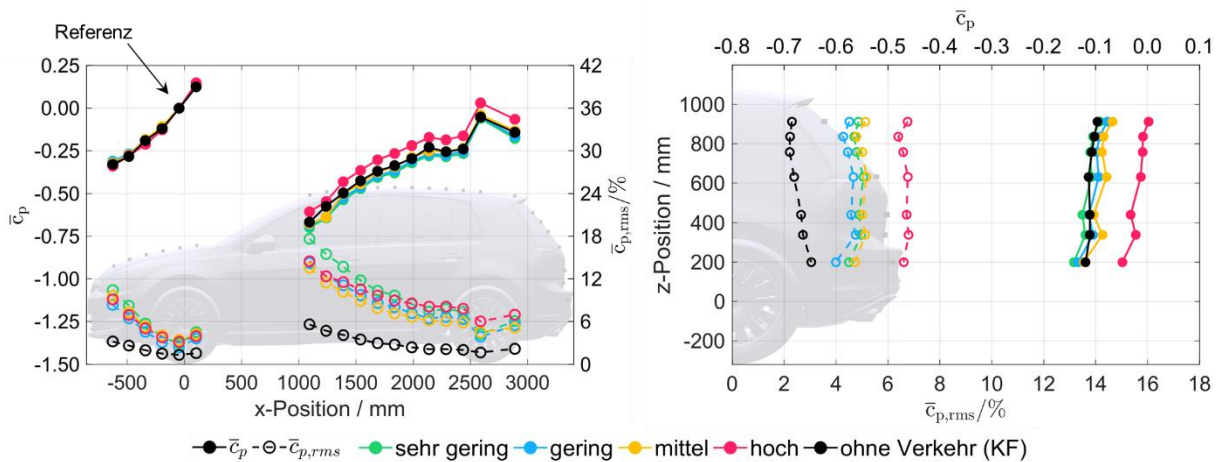 Referenz
0.25
0.00
-0.25
-0.50
-0.75
-1.00
-1.25
-1.50
c̅p
42
36
30
24
18
12
6
0
c̅p,rms/%
-500 0 500 1000 1500 2000 2500 3000
x-Position / mm
c̅p
-0.8 -0.7 -0.6 -0.5 -0.4 -0.3 -0.2 -0.1 0.0 0.1
1000
800
600
400
200
0
-200
z-Position / mm
0 2 4 6 8 10 12 14 16 18
c̅p,rms/%
c̅p c̅p,rms sehr gering gering mittel hoch ohne Verkehr (KF)